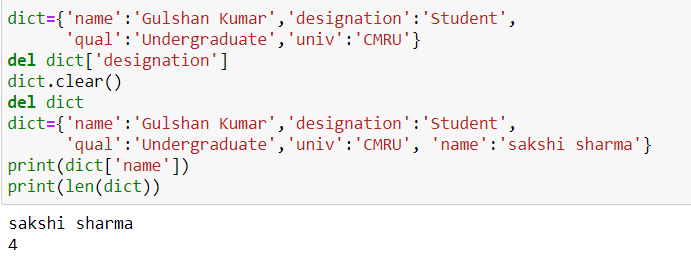 dict={'name':'Gulshan Kumar','designation':'Student',
      'qual':'Undergraduate','univ':'CMRU'}
del dict['designation']
dict.clear()
del dict
dict={'name':'Gulshan Kumar','designation':'Student',
      'qual':'Undergraduate','univ':'CMRU', 'name':'sakshi sharma'}
print(dict['name'])
print(len(dict))
sakshi sharma
4